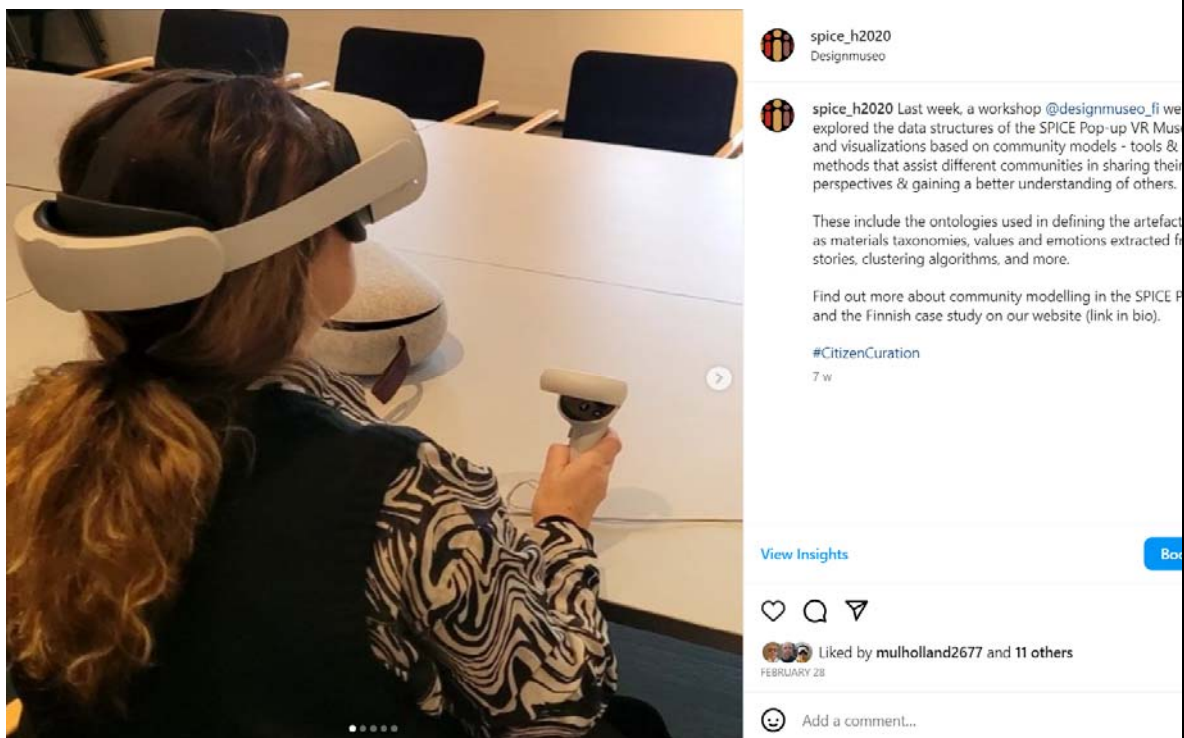 spice_h2020
Designmuseo
spice_h2020 Last week, a workshop @designmuseo_fi
explored the data structures of the SPICE Pop-up VR
and visualizations based on community models - tools &
methods that assist different communities in sharing their
perspectives & gaining a better understanding of others.
These include the ontologies used in defining the
as materials taxonomies, values and emotions extracted
stories, clustering algorithms, and more.
Find out more about community modelling in the SPICE
and the Finnish case study on our website (link in bio).
#CitizenCuration
7 w
View Insights
Liked by mulholland2677 and 11 others
FEBRUARY 28
Add a comment...